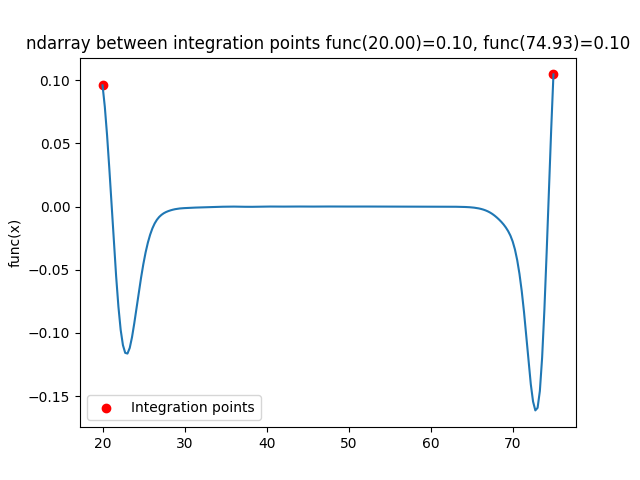 ndarray between integration points func(20.00)=0.10, func(74.93)=0.10
0.10
0.05
0.00
−0.05
−0.10
−0.15
func(x)
Integration points
20 30 40 50 60 70